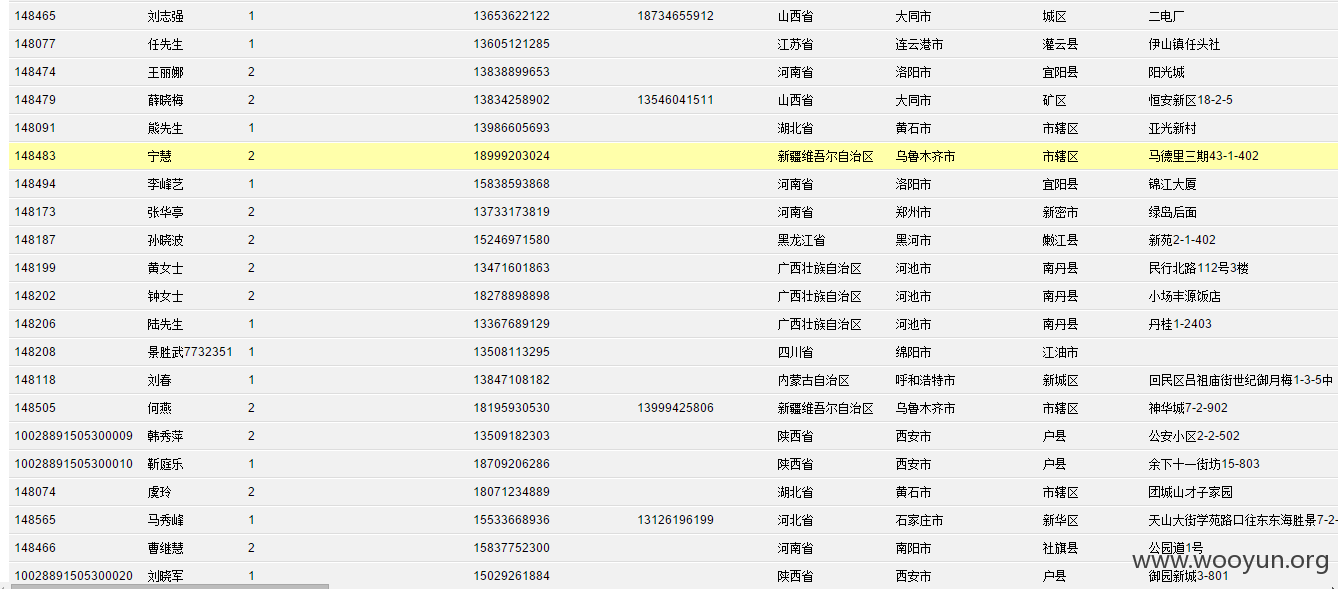 148465 刘志强 1 13653622122 18734655912 山西省 大同市 城区 二电厂
148077 任先生 1 13605121285 江苏省 连云港市 灌云县 伊山镇任头社
148474 王丽娜 2 13838899653 河南省 洛阳市 宜阳县 阳光城
148479 薛晓梅 2 13834258902 13546041511 山西省 大同市 矿区 恒安新区18-2-5
148091 熊先生 1 13986605693 湖北省 黄石市 市辖区 亚光新村
148483 宁慧 2 18999203024 新疆维吾尔自治区 乌鲁木齐市 市辖区 马德里三期43-1-402
148494 李峰艺 1 15838593868 河南省 洛阳市 宜阳县 锦江大厦
148173 张华亭 2 13733173819 河南省 郑州市 新密市 绿岛后面
148187 孙晓波 2 15246971580 黑龙江省 黑河市 嫩江县 新苑2-1-402
148199 黄女士 2 13471601863 广西壮族自治区 河池市 南丹县 民行北路112号3楼
148202 钟女士 2 18278898898 广西壮族自治区 河池市 南丹县 小场丰源饭店
148206 陆先生 1 13367689129 广西壮族自治区 河池市 南丹县 丹桂1-2403
148208 景胜武7732351 1 13508113295 四川省 绵阳市 江油市
148118 刘春 1 13847108182 内蒙古自治区 呼和浩特市 新城区 回民区吕祖庙街世纪御月梅1-3-5中
148505 何燕 2 18195930530 13999425806 新疆维吾尔自治区 乌鲁木齐市 市辖区 神华城7-2-902
10028891505300009 韩秀萍 2 13509182303 陕西省 西安市 户县 公安小区2-2-502
10028891505300010 靳庭乐 1 18709206286 陕西省 西安市 户县 余下十一街坊15-803
148074 虞玲 2 18071234889 湖北省 黄石市 市辖区 团城山才子家园
148565 马秀峰 1 15533668936 13126196199 河北省 石家庄市 新华区 天山大街学苑路口往东东海胜景7-2-
148466 曹维慧 2 15837752300 河南省 南阳市 社旗县 公园道1号
www.wooyun.org
10028891505300020 刘晓军 1 15029261884 陕西省 西安市 户县 御园新城3-801